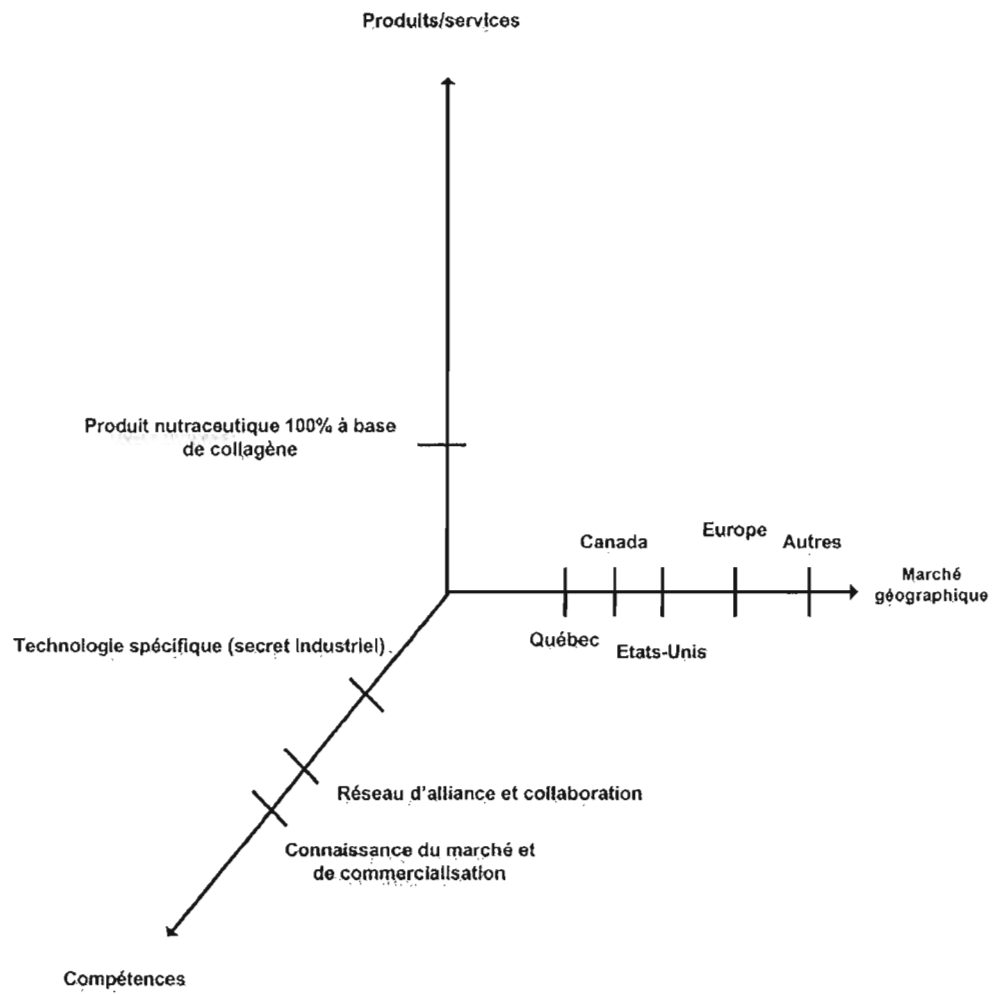 Produits/services
Produit nutraceutique 100% à base
de collagène
Europe
Canada
Autres
Marché
géographique
Québec
Etats-Unis
Technologie spécifique (secret Industriel)
Réseau d'alliance et collaboration
Connaissance du marché et
de commercialisation
Compétences